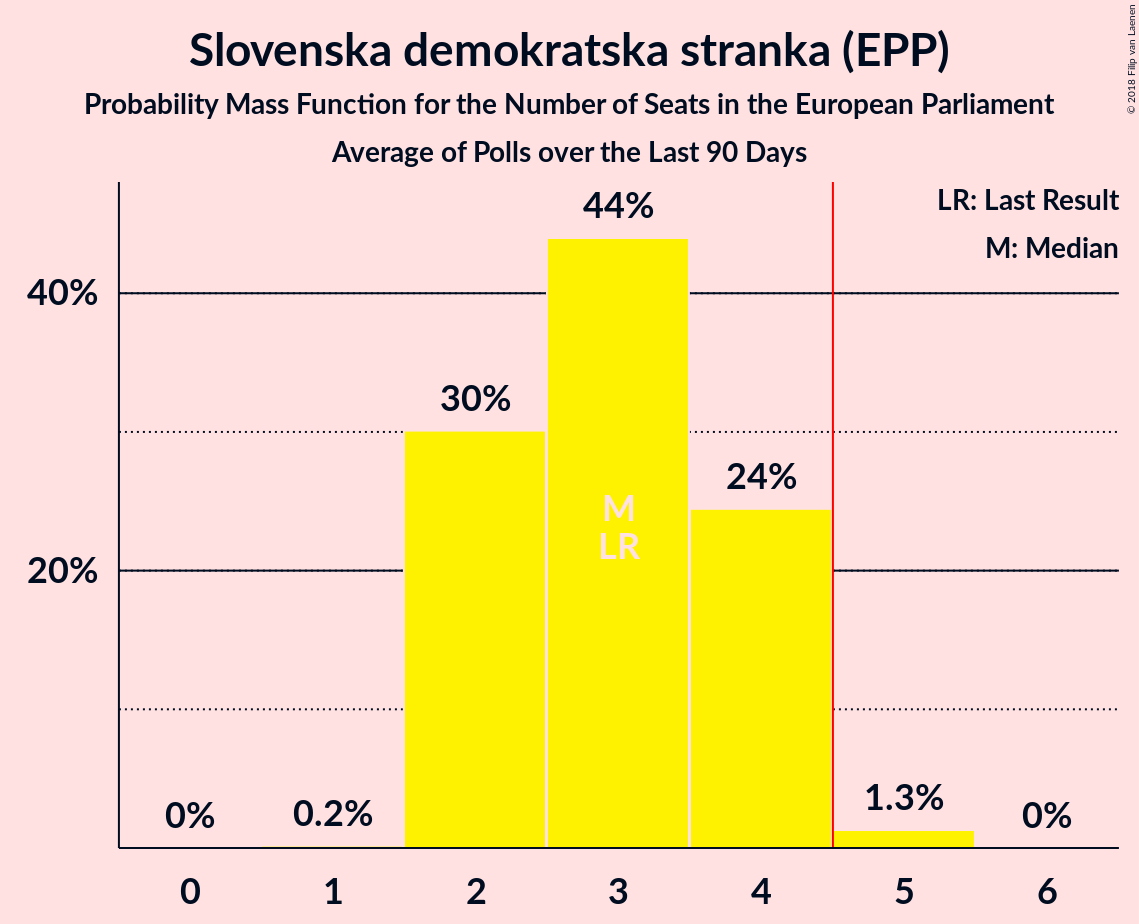 Slovenska demokratska stranka (EPP)
Probability Mass Function for the Number of Seats in the European Parliament
Average of Polls over the Last 90 Days
© 2018 Filip van Laenen
LR: Last Result
M: Median
44%
40%
30%
24%
M
LR
20%
0%
0.2%
1.3%
0%
0 1 2 3 4 5 6